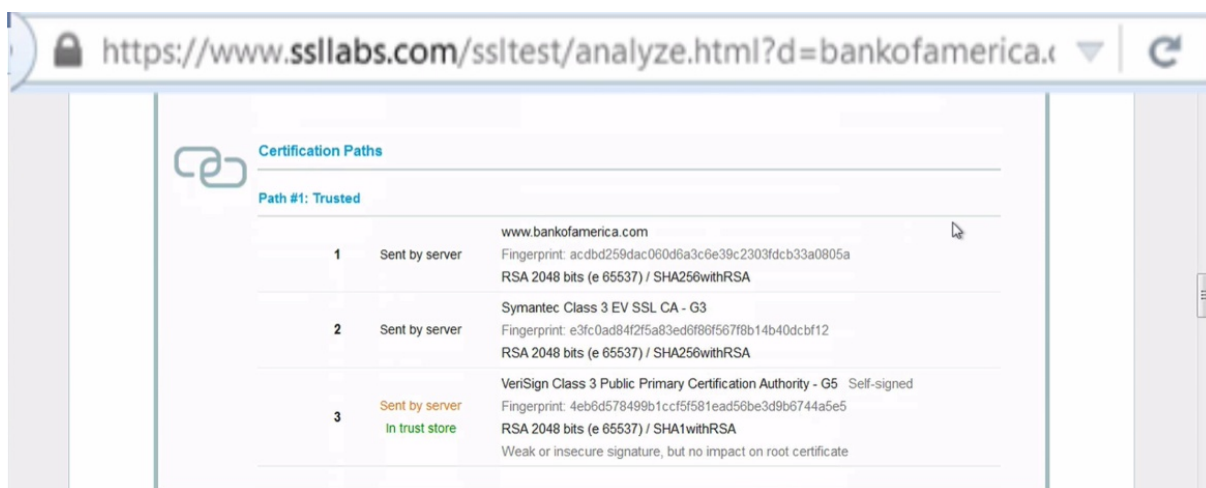 https://www.ssllabs.com/ssltest/analyze.html?d=bankofamerica.
Certification Paths
Path #1: Trusted
www.bankofamerica.com
1 Sent by server Fingerprint: acdbd259dac060d6a3c6e39c2303fdcb33a0805a
RSA 2048 bits (e 65537) / SHA256withRSA
Symantec Class 3 EV SSL CA - G3
2 Sent by server Fingerprint: e3fc0ad84f2f5a83ed6f86f567f8b14b40dcbf12
RSA 2048 bits (e 65537) / SHA256withRSA
VeriSign Class 3 Public Primary Certification Authority - G5 Self-signed
3 Sent by server Fingerprint: 4eb6d578499b1ccf5f581ead56be3d9b6744a5e5
In trust store RSA 2048 bits (e 65537) / SHA1withRSA
Weak or insecure signature, but no impact on root certificate